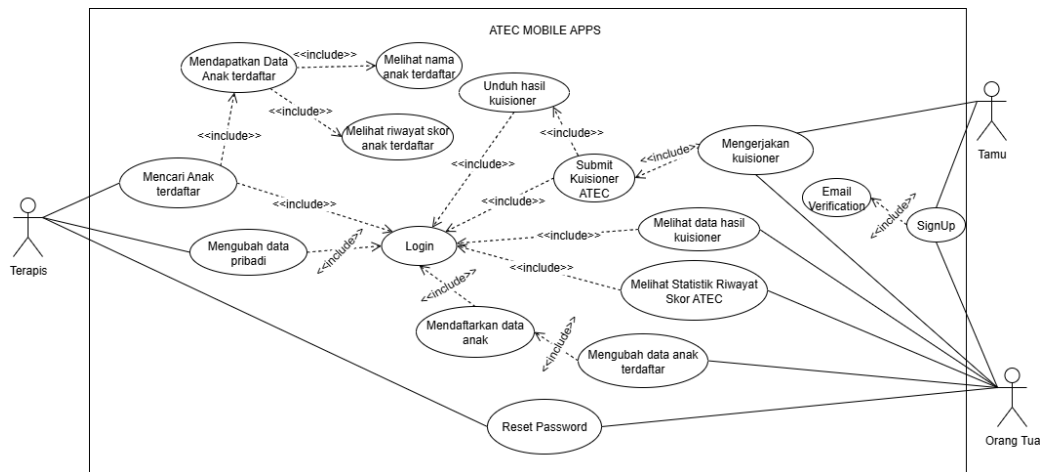 ATEC MOBILE APPS
<<include>>
Mendapatkan Data
Anak terdaftar
Melihat nama
anak terdaftar
<<include>>
Unduh hasil
kuisioner
<<include>>
Melihat riwayat skor
anak terdaftar
<<include>>
<<include>>
Mengerjakan
kuisioner
Tamu
<<include>>
Submit
Kuisioner
ATEC
<<include>>
Mencari Anak
terdaftar
<<include>>
<<include>>
Email
Verification
<<include>>
SignUp
Terapis
Mengubah data
pribadi
<<include>>
Login
<<include>>
Melihat data hasil
kuisioner
<<include>>
Melihat Statistik Riwayat
Skor ATEC
<<include>>
Mendaftarkan data
anak
<<include>>
Mengubah data anak
terdaftar
Reset Password
Orang Tua